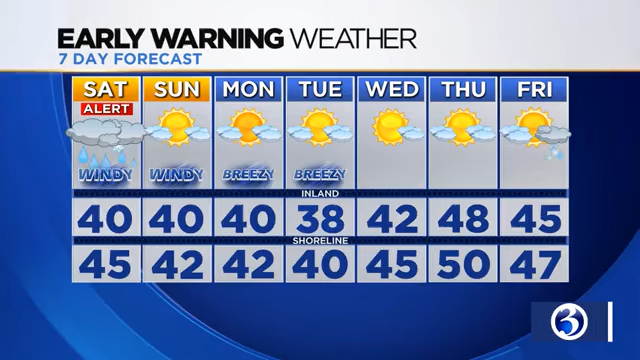 EARLY WARNING WEATHER
7 DAY FORECAST
SAT SUN MON TUE WED THU FRI
ALERT
WINDY WINDY BREEZY BREEZY
INLAND
40 40 40 38 42 48 45
SHORELINE
45 42 42 40 45 50 47
3